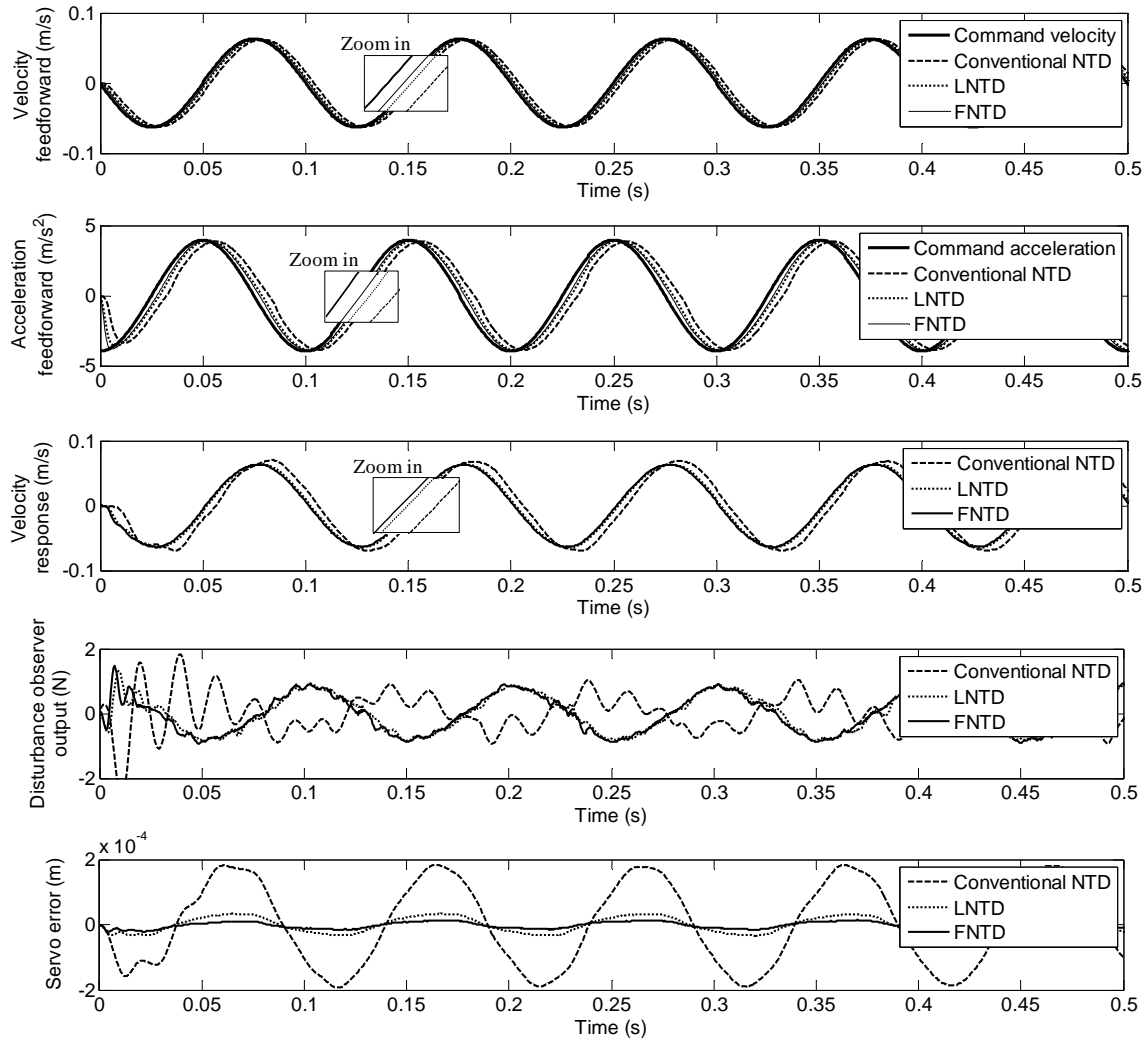 Velocity
feedforward (m/s)
0.1
0
-0.1
Zoom in
Command velocity
Conventional NTD
LNTD
FNTD
0 0.05 0.1 0.15 0.2 0.25 0.3 0.35 0.4 0.45 0.5
Time (s)
Acceleration
feedforward (m/s²)
5
0
-5
Zoom in
Command acceleration
Conventional NTD
LNTD
FNTD
0 0.05 0.1 0.15 0.2 0.25 0.3 0.35 0.4 0.45 0.5
Time (s)
Velocity
response (m/s)
0.1
0
-0.1
Zoom in
Conventional NTD
LNTD
FNTD
0 0.05 0.1 0.15 0.2 0.25 0.3 0.35 0.4 0.45 0.5
Time (s)
Disturbance observer
output (N)
2
0
-2
Conventional NTD
LNTD
FNTD
0 0.05 0.1 0.15 0.2 0.25 0.3 0.35 0.4 0.45 0.5
Time (s)
x 10⁻⁴
Servo error (m)
2
0
-2
Conventional NTD
LNTD
FNTD
0 0.05 0.1 0.15 0.2 0.25 0.3 0.35 0.4 0.45 0.5
Time (s)